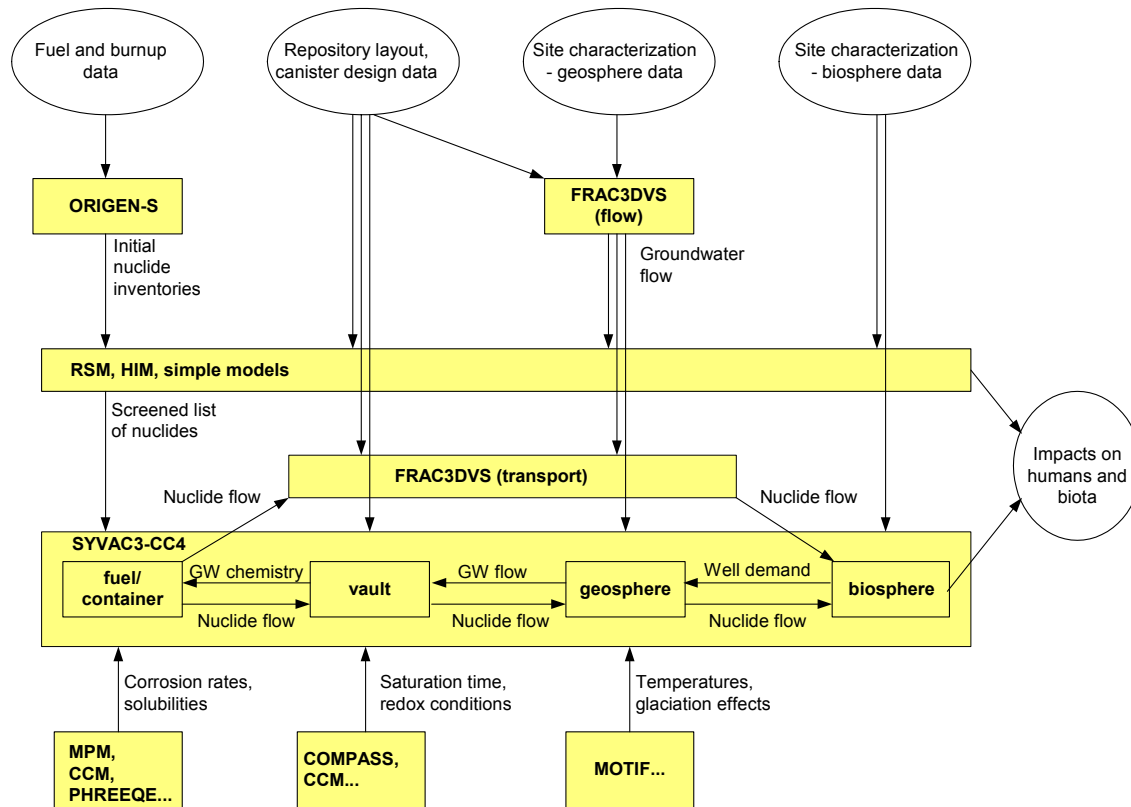 Fuel and burnup
data
Repository layout,
canister design data
Site characterization
- geosphere data
Site characterization
- biosphere data
ORIGEN-S
FRAC3DVS
(flow)
Initial
nuclide
inventories
Groundwater
flow
RSM, HIM, simple models
Screened list
of nuclides
Impacts on
humans and
biota
FRAC3DVS (transport)
Nuclide flow
Nuclide flow
SYVAC3-CC4
fuel/
container
GW chemistry
Nuclide flow
vault
GW flow
Nuclide flow
geosphere
Well demand
Nuclide flow
biosphere
Corrosion rates,
solubilities
Saturation time,
redox conditions
Temperatures,
glaciation effects
MPM,
CCM,
PHREEQE...
COMPASS,
CCM...
MOTIF...